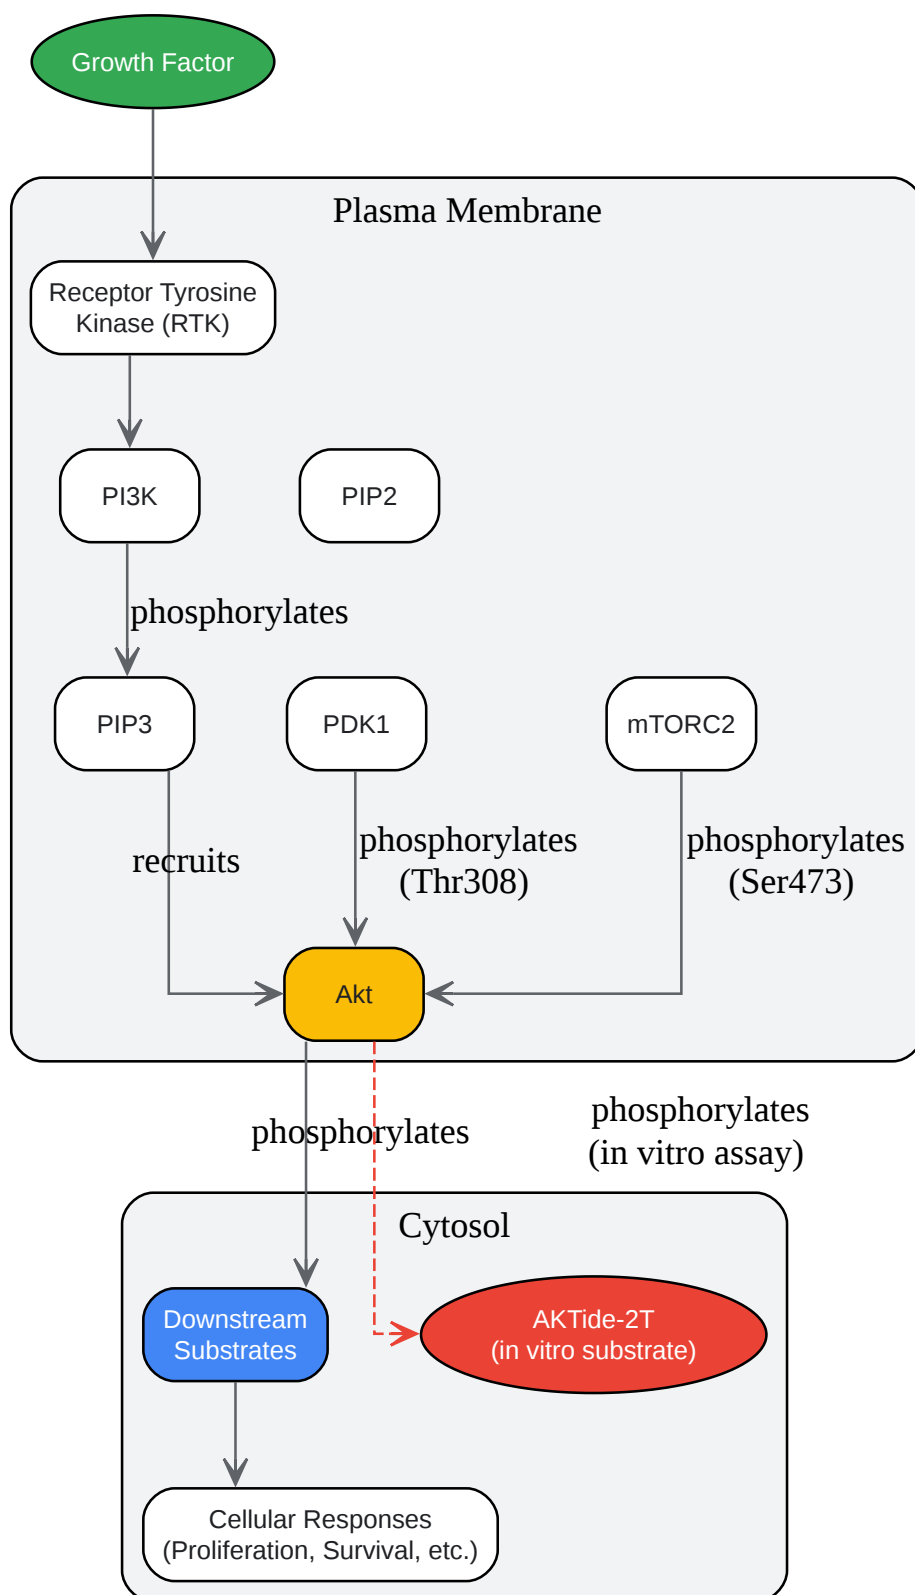 Growth Factor
Plasma Membrane
Receptor Tyrosine
Kinase (RTK)
PI3K
PIP2
phosphorylates
PIP3
PDK1
mTORC2
recruits
phosphorylates
(Thr308)
phosphorylates
(Ser473)
Akt
phosphorylates
phosphorylates
(in vitro assay)
Cytosol
Downstream
Substrates
AKTide-2T
(in vitro substrate)
Cellular Responses
(Proliferation, Survival, etc.)